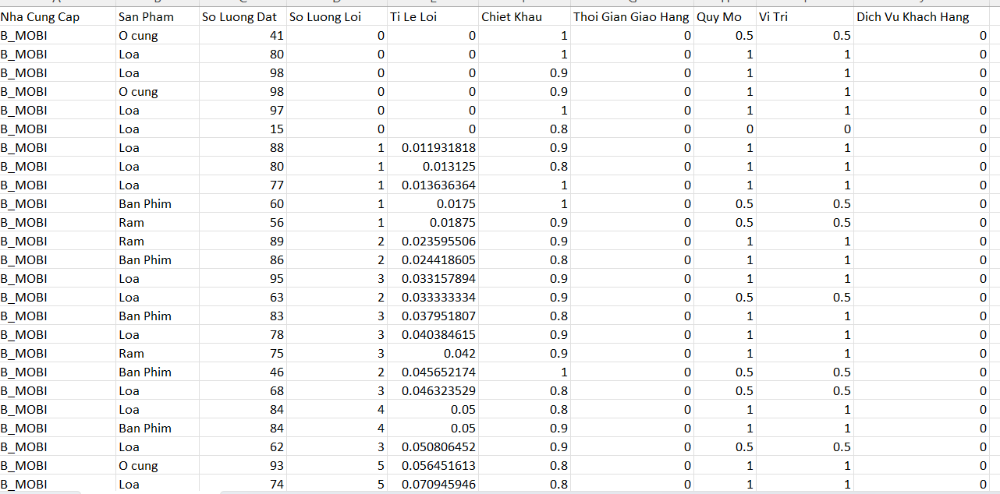 Nha Cung Cap San Pham So Luong Dat So Luong Loi Ti Le Loi Chiet Khau Thoi Gian Giao Hang Quy Mo Vi Tri Dich Vu Khach Hang
B_MOBI O cung 41 0 0 1 0 0.5 0.5 0
B_MOBI Loa 80 0 0 1 0 1 1 0
B_MOBI Loa 98 0 0 0.9 0 1 1 0
B_MOBI O cung 98 0 0 0.9 0 1 1 0
B_MOBI Loa 97 0 0 1 0 1 1 0
B_MOBI Loa 15 0 0 0.8 0 0 0 0
B_MOBI Loa 88 1 0.011931818 0.9 0 1 1 0
B_MOBI Loa 80 1 0.013125 0.8 0 1 1 0
B_MOBI Loa 77 1 0.013636364 1 0 1 1 0
B_MOBI Ban Phim 60 1 0.0175 1 0 0.5 0.5 0
B_MOBI Ram 56 1 0.01875 0.9 0 0.5 0.5 0
B_MOBI Ram 89 2 0.023595506 0.9 0 1 1 0
B_MOBI Ban Phim 86 2 0.024418605 0.8 0 1 1 0
B_MOBI Loa 95 3 0.033157894 0.9 0 1 1 0
B_MOBI Loa 63 2 0.033333334 0.9 0 0.5 0.5 0
B_MOBI Ban Phim 83 3 0.037951807 0.8 0 1 1 0
B_MOBI Loa 78 3 0.040384615 0.9 0 1 1 0
B_MOBI Ram 75 3 0.042 0.9 0 1 1 0
B_MOBI Ban Phim 46 2 0.045652174 1 0 0.5 0.5 0
B_MOBI Loa 68 3 0.046323529 0.8 0 0.5 0.5 0
B_MOBI Loa 84 4 0.05 0.8 0 1 1 0
B_MOBI Ban Phim 84 4 0.05 0.9 0 1 1 0
B_MOBI Loa 62 3 0.050806452 0.9 0 0.5 0.5 0
B_MOBI O cung 93 5 0.056451613 0.8 0 1 1 0
B_MOBI Loa 74 5 0.070945946 0.8 0 1 1 0